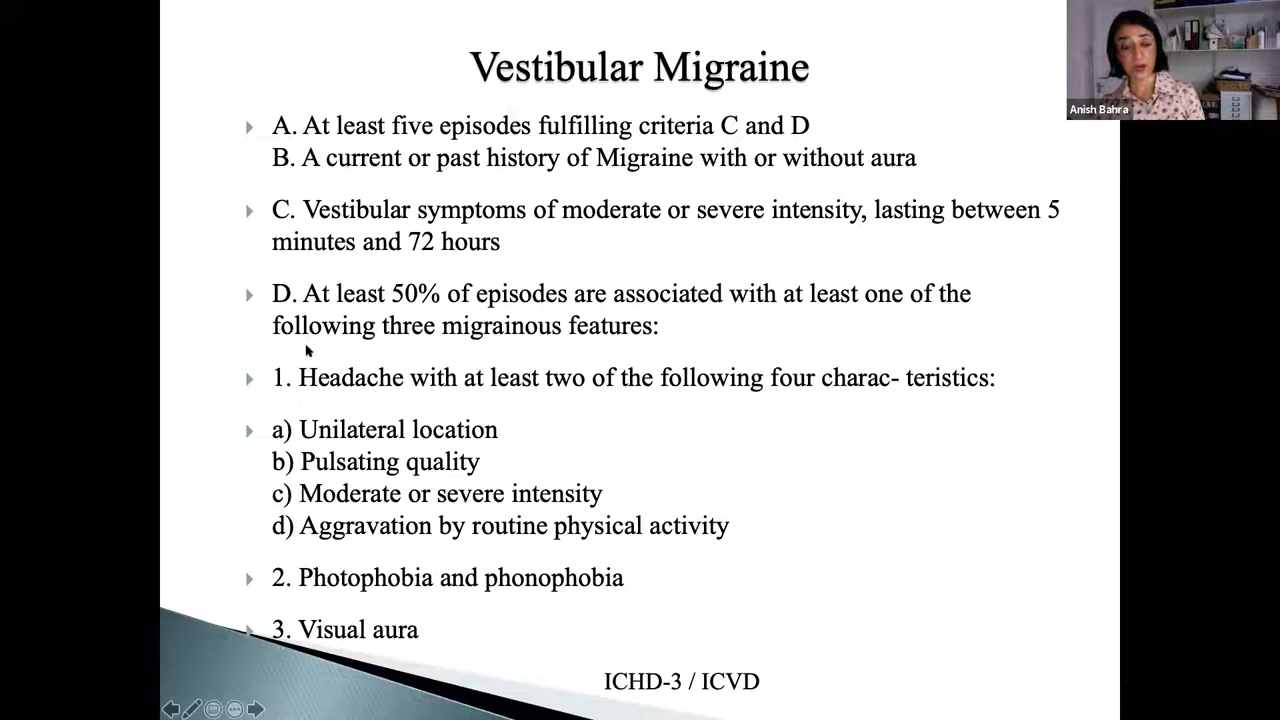 Vestibular Migraine
Anish Bahra
A. At least five episodes fulfilling criteria C and D
B. A current or past history of Migraine with or without aura
C. Vestibular symptoms of moderate or severe intensity, lasting between 5
minutes and 72 hours
D. At least 50% of episodes are associated with at least one of the
following three migrainous features:
1. Headache with at least two of the following four charac- teristics:
a) Unilateral location
b) Pulsating quality
c) Moderate or severe intensity
d) Aggravation by routine physical activity
2. Photophobia and phonophobia
3. Visual aura
ICHD-3 / ICVD